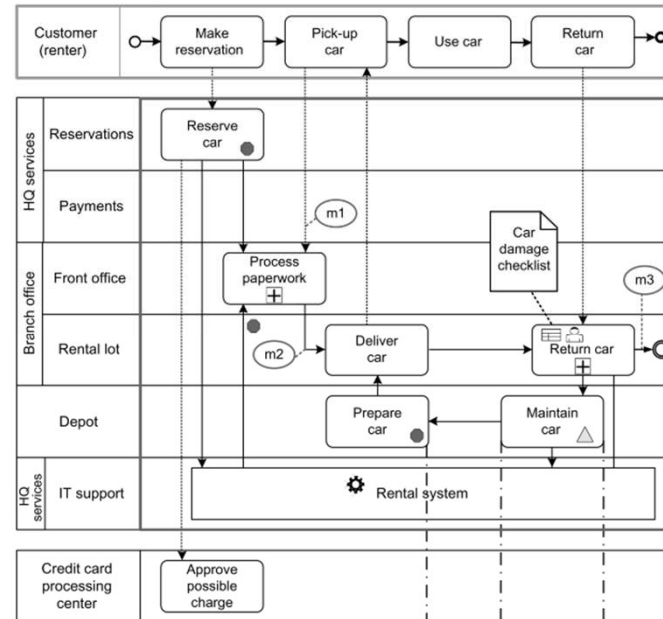 Customer
(renter)
Make
reservation
Pick-up
car
Use car
Return
car
HQ services
Reservations
Reserve
car
Payments
m1
Branch office
Front office
Process
paperwork
Car
damage
checklist
m3
Rental lot
m2
Deliver
car
Return car
Depot
Prepare
car
Maintain
car
HQ
services
IT support
Rental system
Credit card
processing
center
Approve
possible
charge